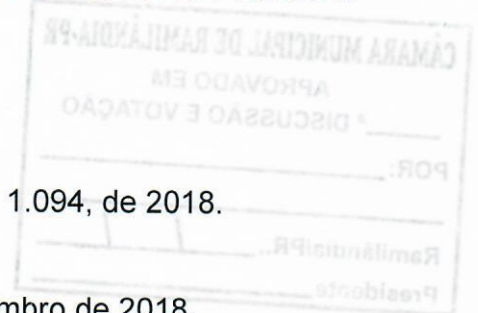 CÂMARA MUNICIPAL DE RAMILÂNDIA-PR
APROVADO EM
____ª DISCUSSÃO E VOTAÇÃO
POR:
1.094, de 2018.
Ramilândia/PR.,
Presidente
mbro de 2018